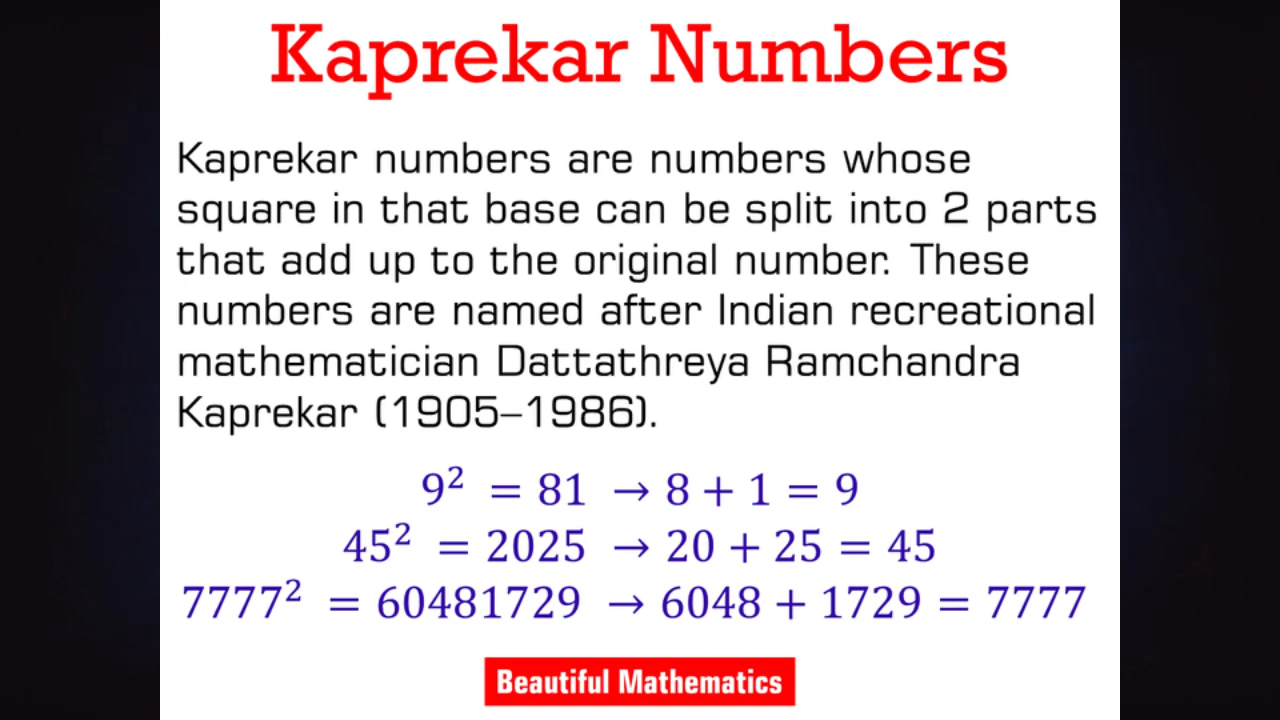 Kaprekar Numbers
Kaprekar numbers are numbers whose
square in that base can be split into 2 parts
that add up to the original number. These
numbers are named after Indian recreational
mathematician Dattathreya Ramchandra
Kaprekar (1905–1986).
9² = 81 → 8 + 1 = 9
45² = 2025 → 20 + 25 = 45
7777² = 60481729 → 6048 + 1729 = 7777
Beautiful Mathematics